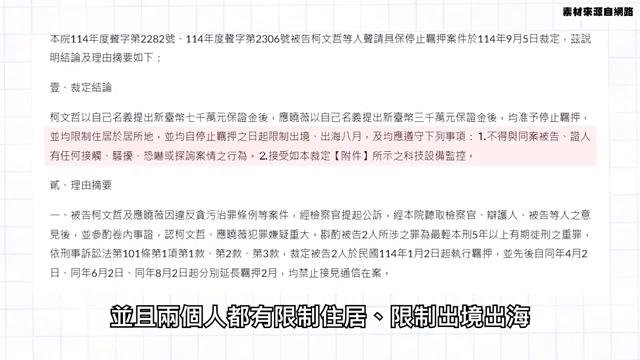 素材來源自網路
本院114年度聲字第2282號、114年度聲字第2306號被告柯文哲等人聲請具保停止羈押案件於114年9月5日裁定，茲說
明結論及理由摘要如下：
壹、裁定結論
柯文哲以自己名義提出新臺幣七千萬元保證金後，應曉薇以自己名義提出新臺幣三千萬元保證金後，均准予停止羈押，
並均限制住居於居所地，並均自停止羈押之日起限制出境、出海八月，及均應遵守下列事項：1.不得與同案被告、證人
有任何接觸、騷擾、恐嚇或探詢案情之行為。2.接受如本裁定【附件】所示之科技設備監控。
貳、理由摘要
一、被告柯文哲及應曉薇因違反貪污治罪條例等案件，經檢察官提起公訴，經本院聽取檢察官、辯護人、被告等人之意
見後，並參酌卷內事證，認柯文哲、應曉薇犯罪嫌疑重大，斟酌被告2人所涉之罪為最輕本刑5年以上有期徒刑之重罪，
依刑事訴訟法第101條第1項第1款、第2款、第3款，裁定被告2人於民國114年1月2日起執行羈押，並先後自同年4月2
日、同年6月2日、同年8月2日起分別延長羈押2月，均禁止接見通信在案。
並且兩個人都有限制住居、限制出境出海